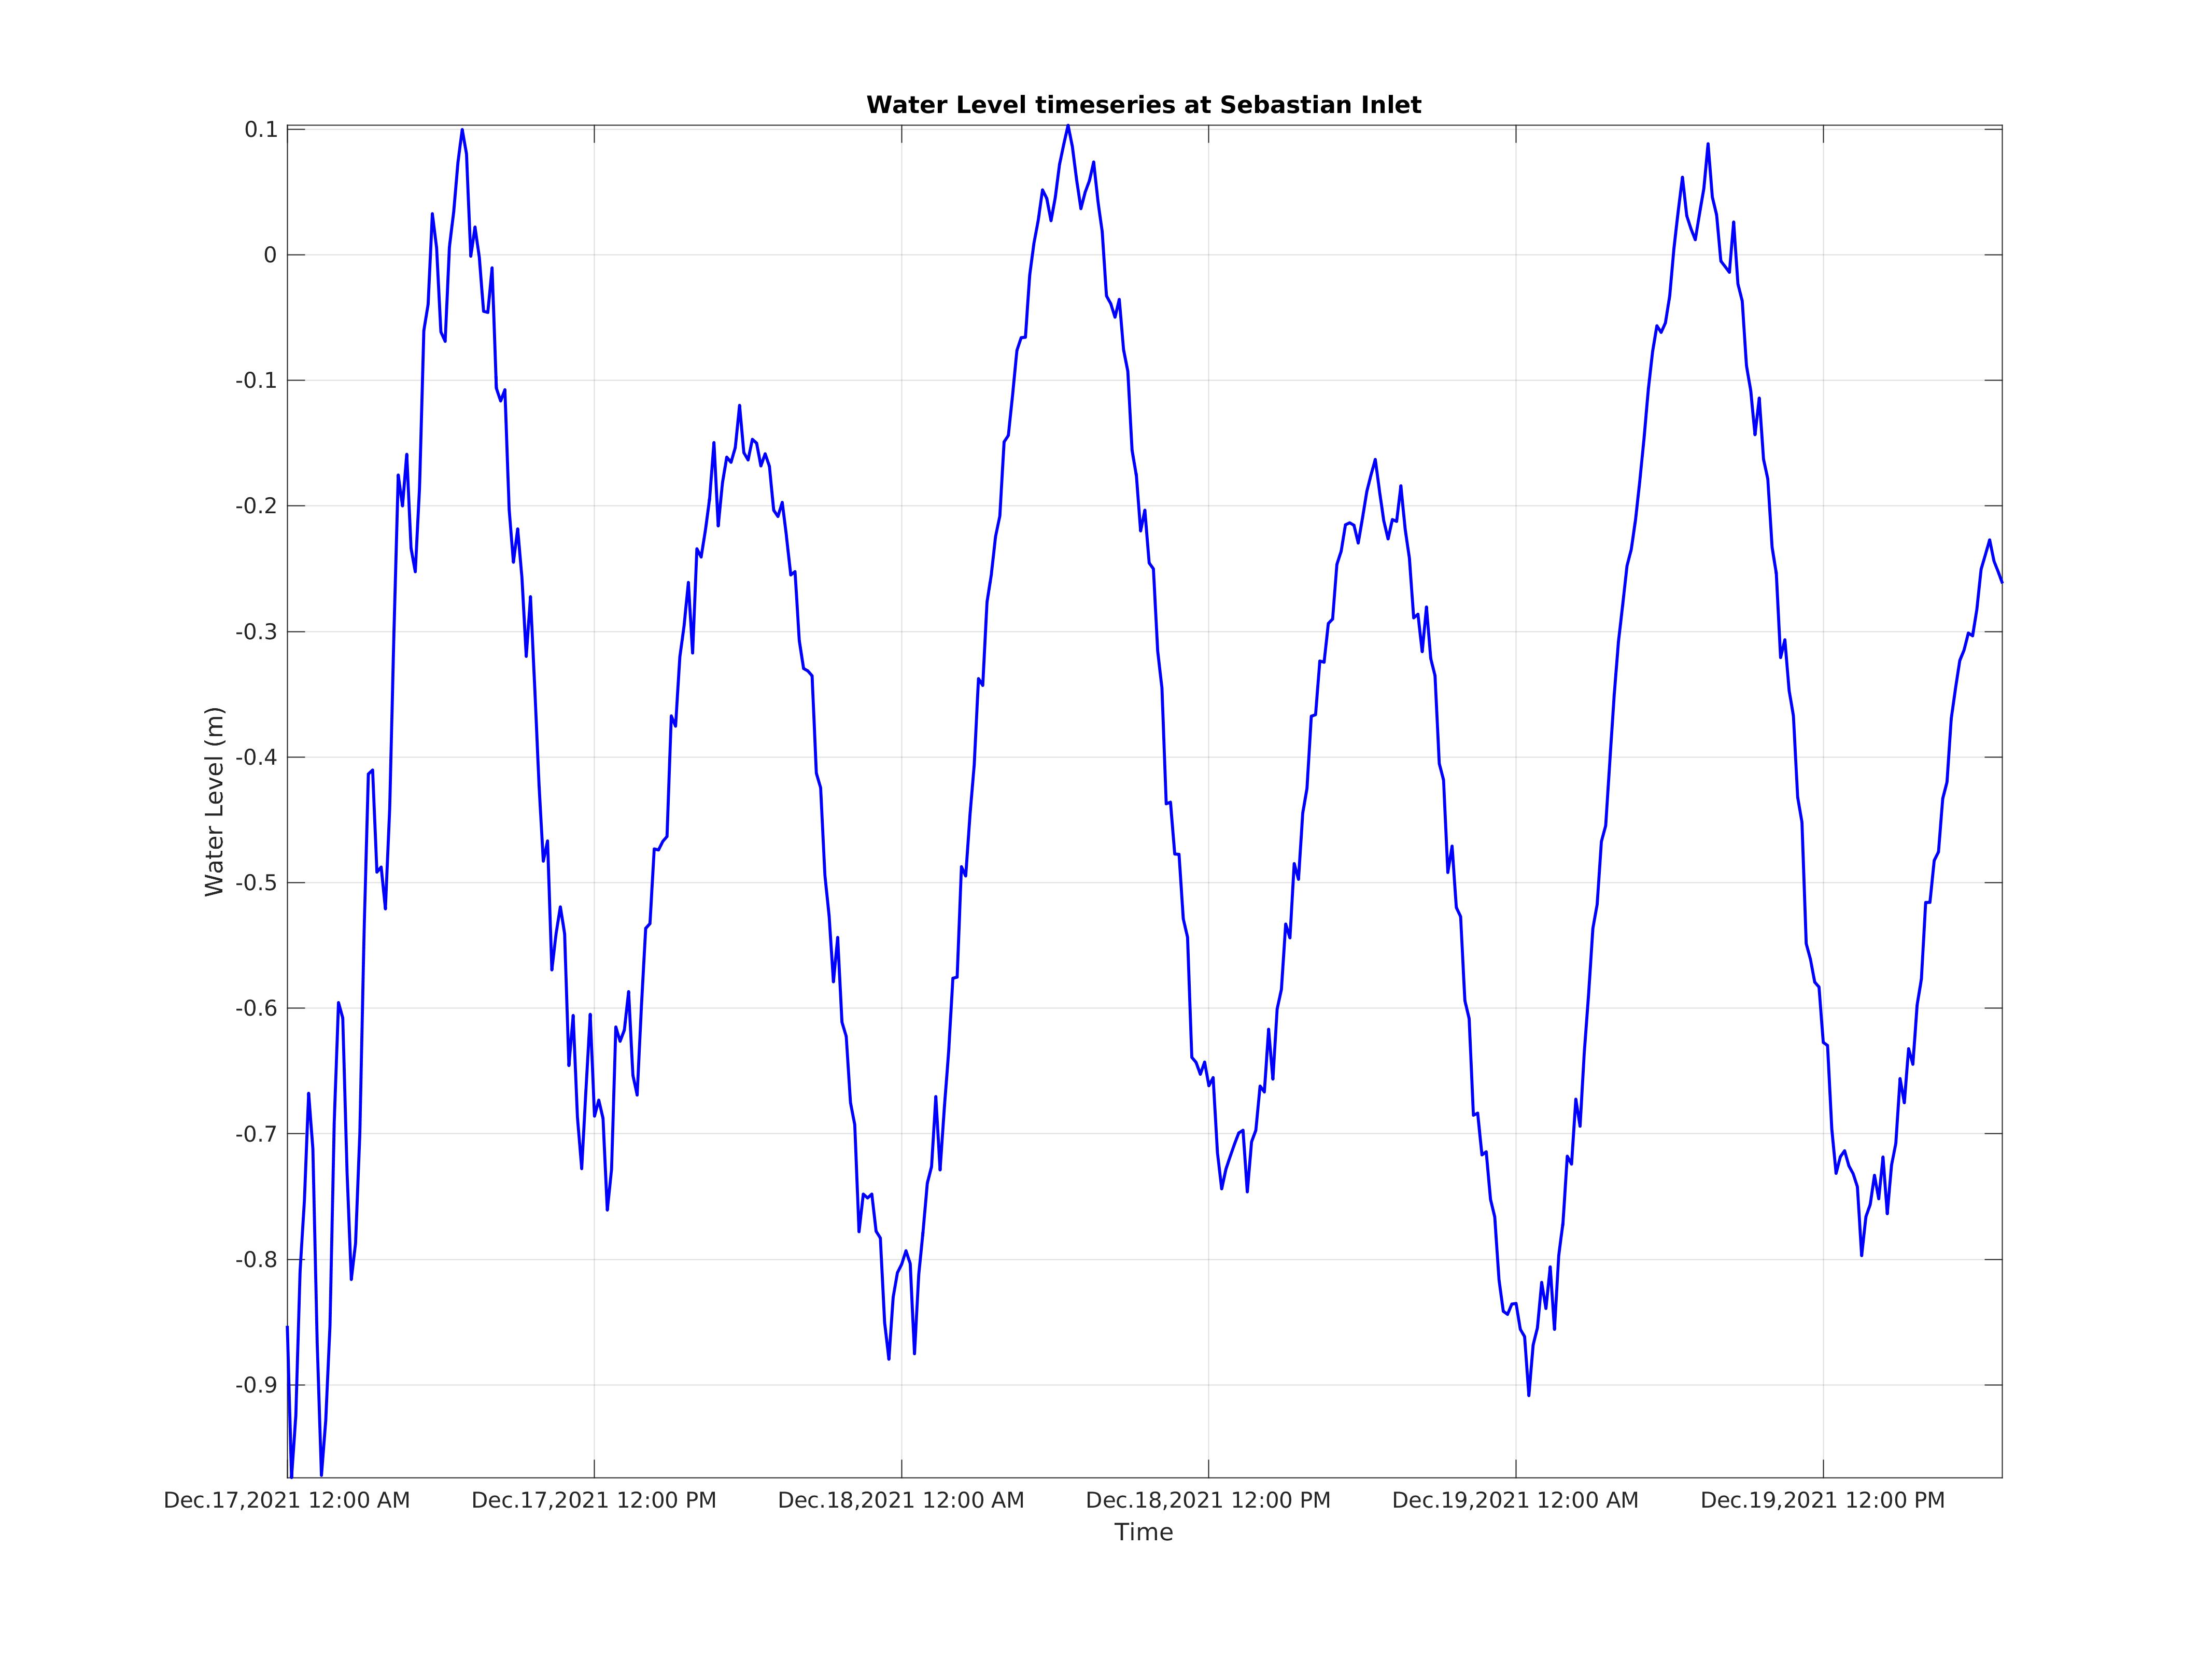 Water Level timeseries at Sebastian Inlet
0.1
0
-0.1
-0.2
-0.3
-0.4
-0.5
-0.6
-0.7
-0.8
-0.9
Water Level (m)
Dec.17,2021 12:00 AM Dec.17,2021 12:00 PM Dec.18,2021 12:00 AM Dec.18,2021 12:00 PM Dec.19,2021 12:00 AM Dec.19,2021 12:00 PM
Time